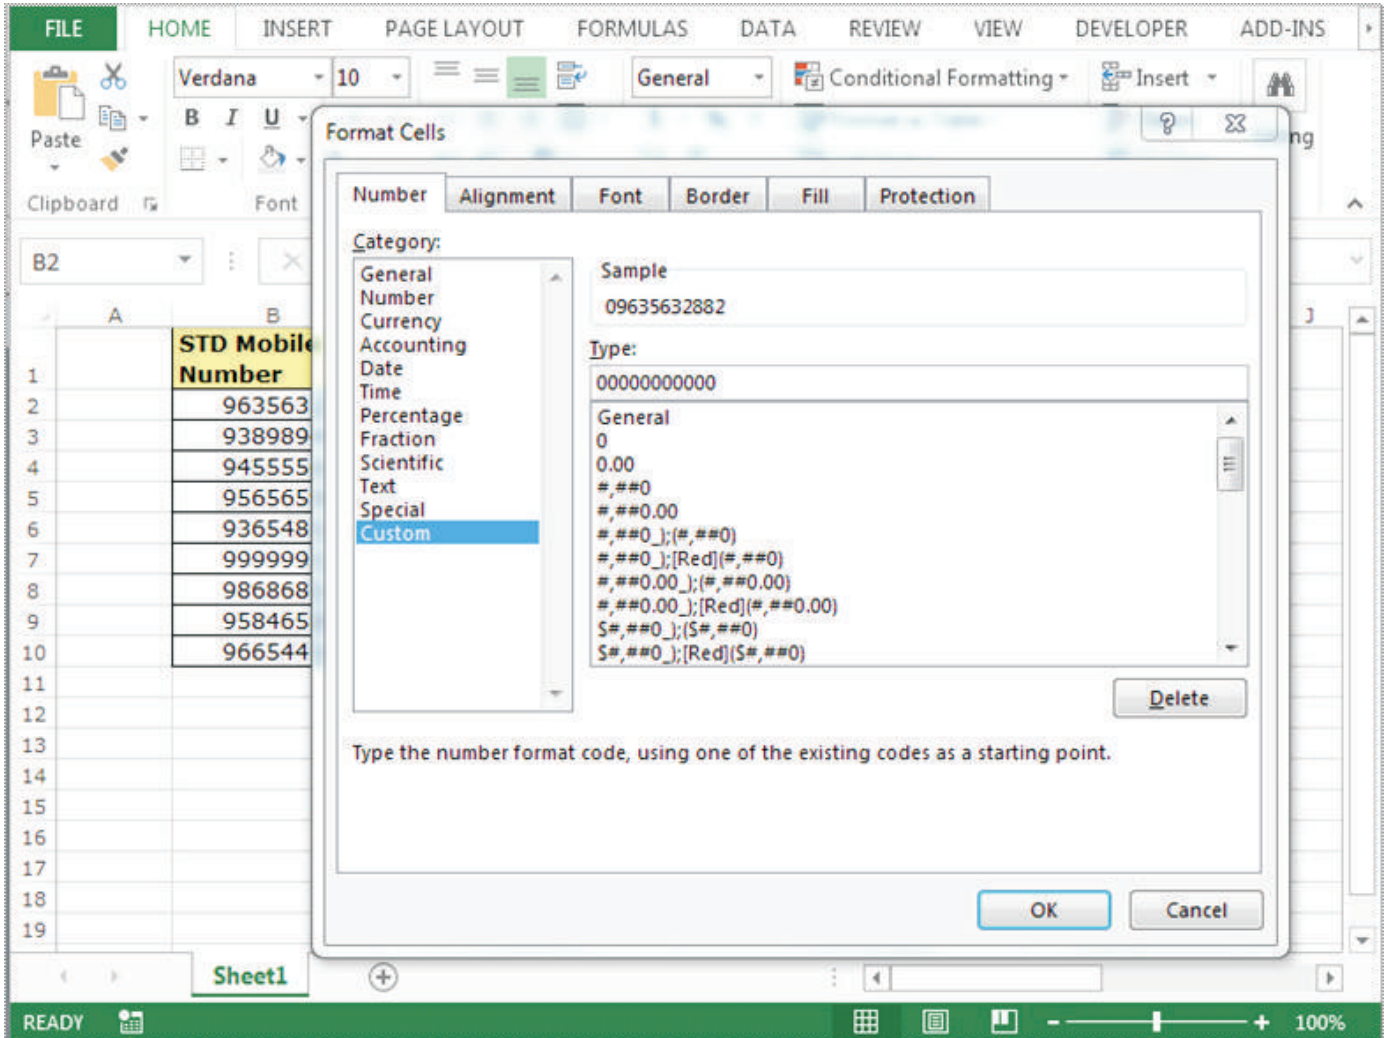 FILE HOME INSERT PAGE LAYOUT FORMULAS DATA REVIEW VIEW DEVELOPER ADD-INS
Verdana 10 General Conditional Formatting Insert
B I U
Paste
Clipboard Font
Format Cells
Number Alignment Font Border Fill Protection
B2
Category:
General
Number
Currency
Accounting
Date
Time
Percentage
Fraction
Scientific
Text
Special
Custom
Sample
09635632882
Type:
00000000000
General
0
0.00
#,##0
#,##0.00
#,##0_);(#,##0)
#,##0_);[Red](#,##0)
#,##0.00_);(#,##0.00)
#,##0.00_);[Red](#,##0.00)
$#,##0_);($#,##0)
$#,##0_);[Red]($#,##0)
Delete
Type the number format code, using one of the existing codes as a starting point.
OK Cancel
A B J
1 STD Mobile
Number
2 963563
3 938989
4 945555
5 956565
6 936548
7 999999
8 986868
9 958465
10 966544
11
12
13
14
15
16
17
18
19
Sheet1
READY 100%